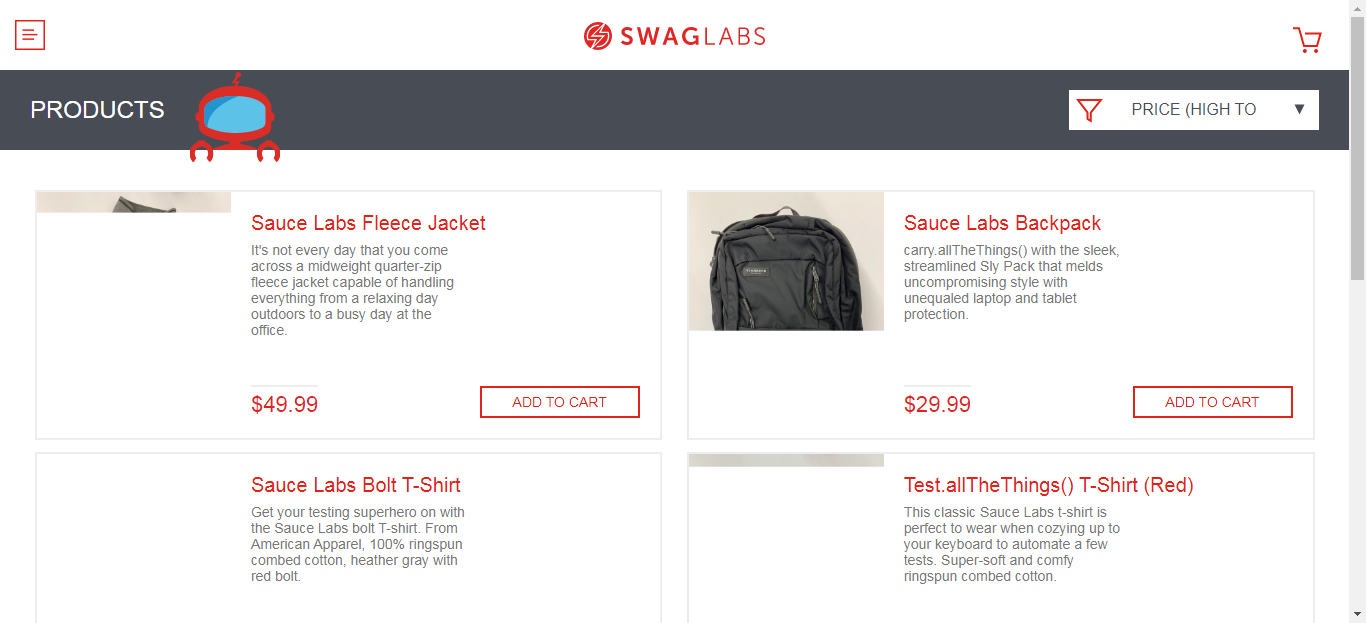 SWAGLABS
PRODUCTS
PRICE (HIGH TO
Sauce Labs Fleece Jacket
It's not every day that you come
across a midweight quarter-zip
fleece jacket capable of handling
everything from a relaxing day
outdoors to a busy day at the
office.
$49.99
ADD TO CART
Sauce Labs Backpack
carry.allTheThings() with the sleek,
streamlined Sly Pack that melds
uncompromising style with
unequaled laptop and tablet
protection.
$29.99
ADD TO CART
Sauce Labs Bolt T-Shirt
Get your testing superhero on with
the Sauce Labs bolt T-shirt. From
American Apparel, 100% ringspun
combed cotton, heather gray with
red bolt.
Test.allTheThings() T-Shirt (Red)
This classic Sauce Labs t-shirt is
perfect to wear when cozying up to
your keyboard to automate a few
tests. Super-soft and comfy
ringspun combed cotton.